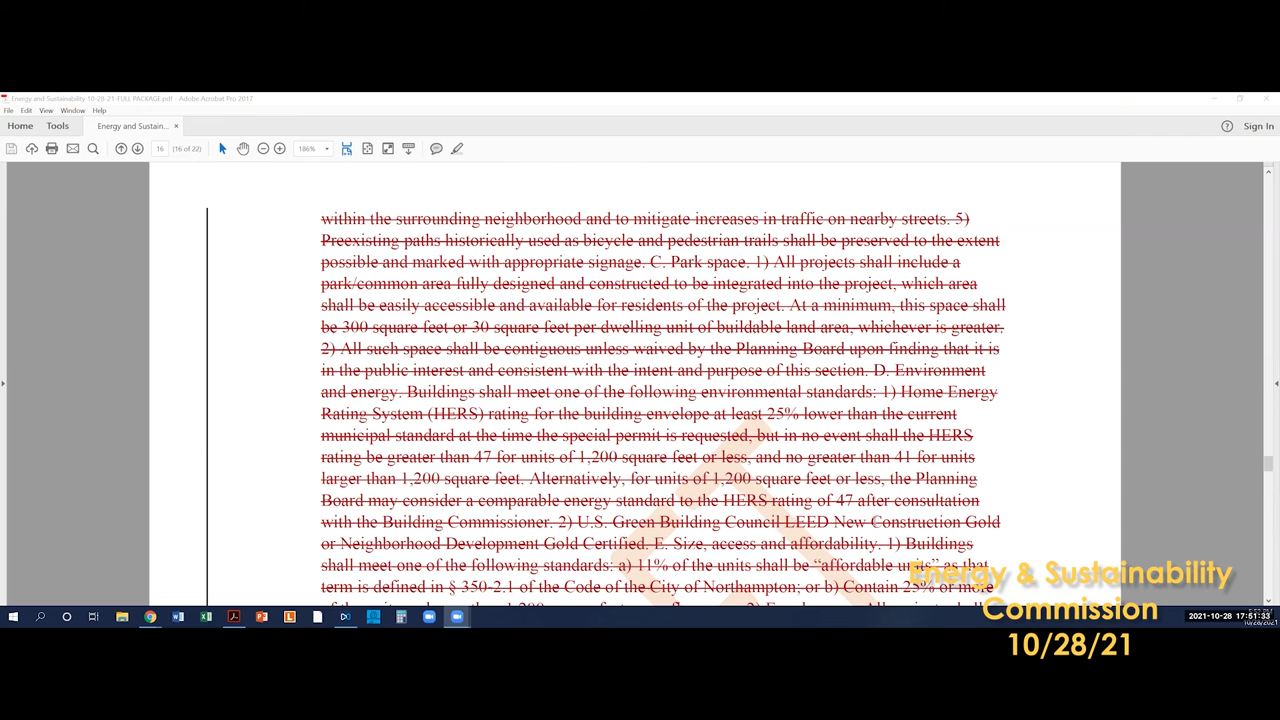 Energy and Sustainability 10-28-21-FULL PACKAGE.pdf - Adobe Acrobat Pro 2017
File Edit View Window Help
Home Tools Energy and Sustain... × Sign In
16 (16 of 22) 186%
within the surrounding neighborhood and to mitigate increases in traffic on nearby streets. 5)
Preexisting paths historically used as bicycle and pedestrian trails shall be preserved to the extent
possible and marked with appropriate signage. C. Park space. 1) All projects shall include a
park/common area fully designed and constructed to be integrated into the project, which area
shall be easily accessible and available for residents of the project. At a minimum, this space shall
be 300 square feet or 30 square feet per dwelling unit of buildable land area, whichever is greater.
2) All such space shall be contiguous unless waived by the Planning Board upon finding that it is
in the public interest and consistent with the intent and purpose of this section. D. Environment
and energy. Buildings shall meet one of the following environmental standards: 1) Home Energy
Rating System (HERS) rating for the building envelope at least 25% lower than the current
municipal standard at the time the special permit is requested, but in no event shall the HERS
rating be greater than 47 for units of 1,200 square feet or less, and no greater than 41 for units
larger than 1,200 square feet. Alternatively, for units of 1,200 square feet or less, the Planning
Board may consider a comparable energy standard to the HERS rating of 47 after consultation
with the Building Commissioner. 2) U.S. Green Building Council LEED New Construction Gold
or Neighborhood Development Gold Certified. E. Size, access and affordability. 1) Buildings
shall meet one of the following standards: a) 11% of the units shall be “affordable units” as that
term is defined in § 350-2.1 of the Code of the City of Northampton; or b) Contain 25% or more
Energy & Sustainability
Commission
10/28/21
2021-10-28 17:51:33